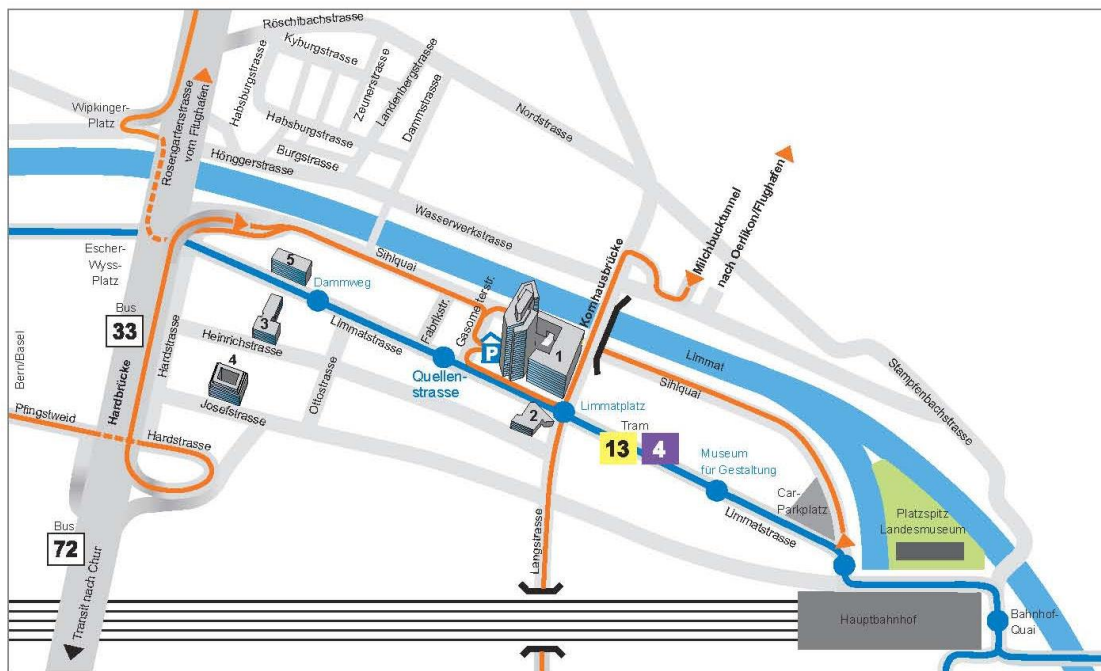 Röschibachstrasse
Kyburgstrasse
Habsburgstrasse
Zeunerstrasse
Landenbergstrasse
Dammstrasse
Nordstrasse
Wipkinger-
Platz
Rosengartenstrasse
vom Flughafen
Habsburgstrasse
Burgstrasse
Hönggerstrasse
Wasserwerkstrasse
Milchbucktunnel
nach Oerlikon/Flughafen
Escher-
Wyss-
Platz
5
Dammweg
Sihlquai
Kornhausbrücke
Bus
33
Hardstrasse
3
Heinrichstrasse
Limmatstrasse
Fabrikstr.
Gasometerstr.
P
1
Limmat
Bern/Basel
4
Quellen-
strasse
Sihlquai
Stampfenbachstrasse
Josefstrasse
Ottostrasse
2
Limmatplatz
Pfingstweid
Hardbrücke
Hardstrasse
Tram
13
4
Museum
für Gestaltung
Car-
Parkplatz
Limmatstrasse
Platzspitz
Landesmuseum
Bus
72
Langstrasse
Transit nach Chur
Hauptbahnhof
Bahnhof-
Quai